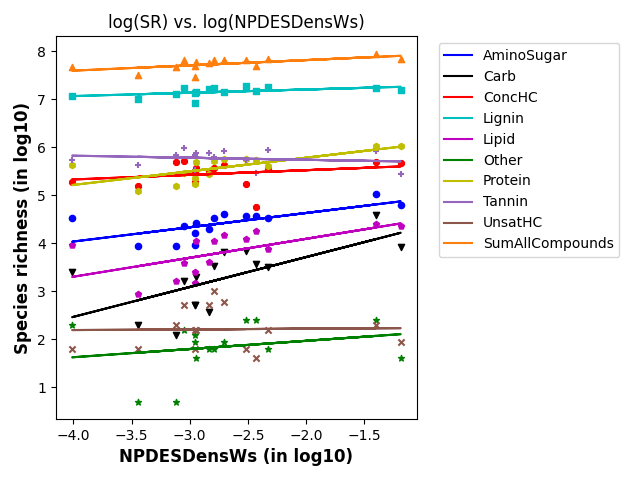 log(SR) vs. log(NPDESDensWs)
Species richness (in log10)
8
7
6
5
4
3
2
1
−4.0 −3.5 −3.0 −2.5 −2.0 −1.5
NPDESDensWs (in log10)
AminoSugar
Carb
ConcHC
Lignin
Lipid
Other
Protein
Tannin
UnsatHC
SumAllCompounds